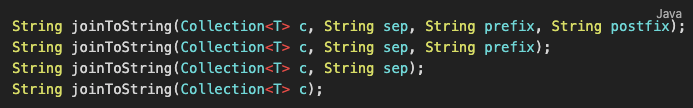 Java
String joinToString(Collection<T> c, String sep, String prefix, String postfix);
String joinToString(Collection<T> c, String sep, String prefix);
String joinToString(Collection<T> c, String sep);
String joinToString(Collection<T> c);